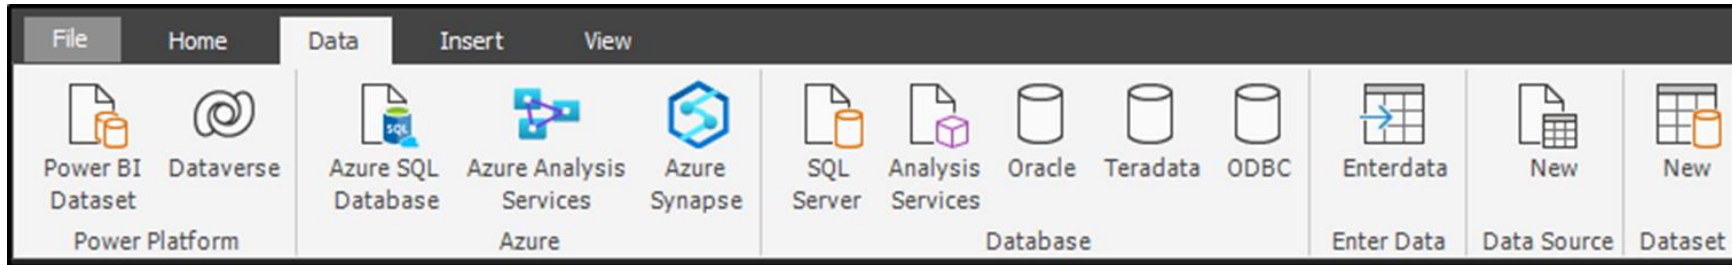 File Home Data Insert View
Power BI Dataset
Dataverse
Azure SQL Database
Azure Analysis Services
Azure Synapse
SQL Server
Analysis Services
Oracle
Teradata
ODBC
Enterdata
New
New
SQL
Power Platform
Azure
Database
Enter Data
Data Source
Dataset